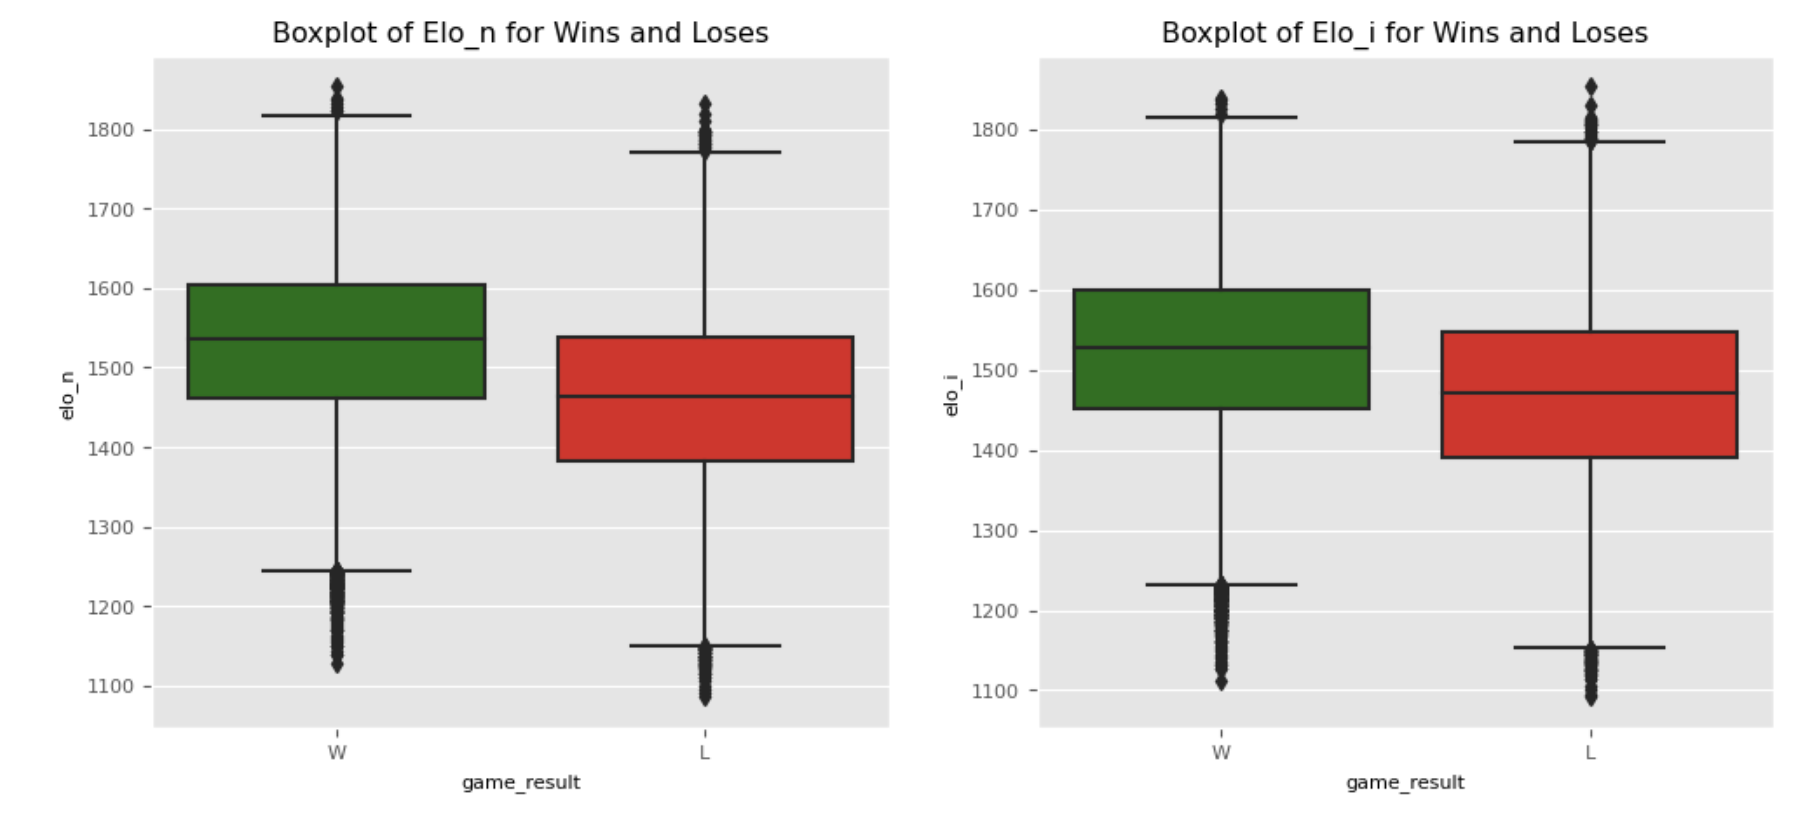 Boxplot of Elo_n for Wins and Loses
1800
1700
1600
1500
1400
1300
1200
1100
elo_n
W
L
game_result
Boxplot of Elo_i for Wins and Loses
1800
1700
1600
1500
1400
1300
1200
1100
elo_i
W
L
game_result